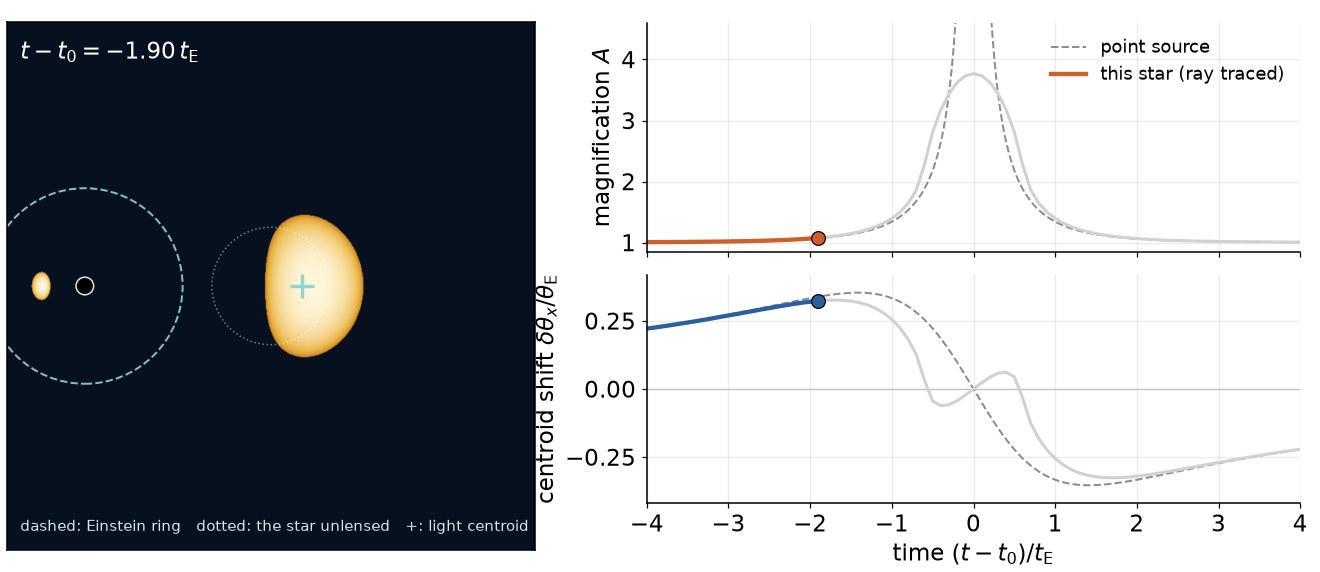 t − t₀ = −1.90 t_E
dashed: Einstein ring dotted: the star unlensed +: light centroid
magnification A
4
3
2
1
point source
this star (ray traced)
centroid shift δθₓ/θ_E
0.25
0.00
−0.25
−4 −3 −2 −1 0 1 2 3 4
time (t − t₀)/t_E